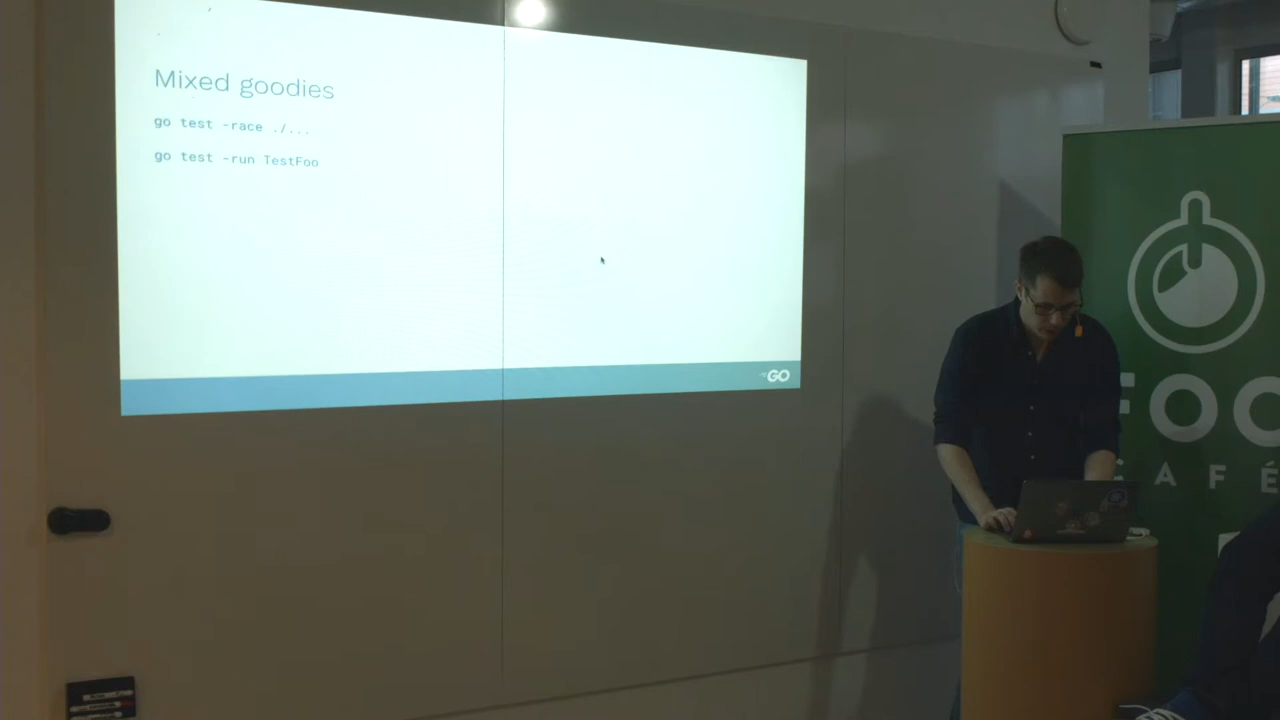 Mixed goodies
go test -race ./...
go test -run TestFoo
GO
FOC
CAFÉ